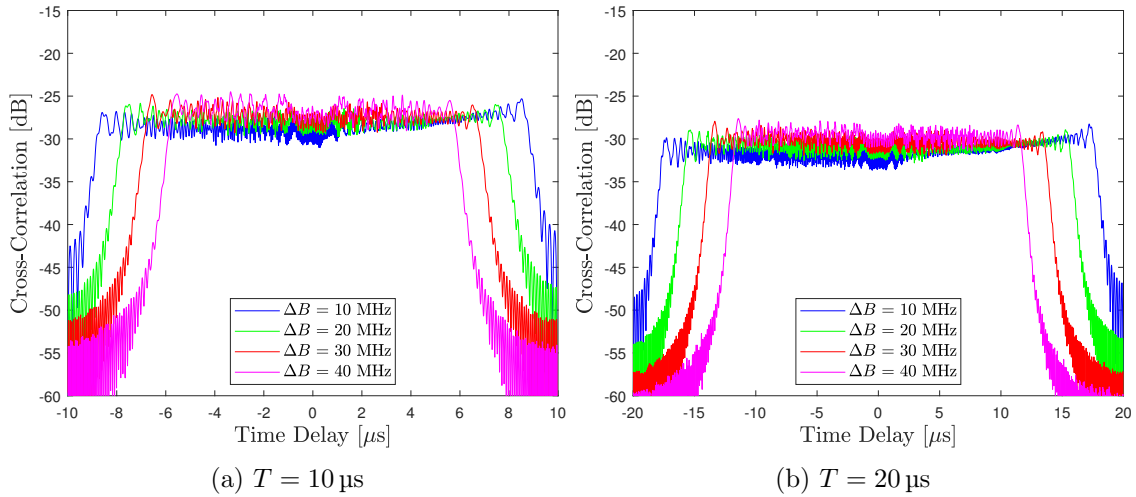 -15
-20
-25
-30
-35
-40
-45
-50
-55
-60
Cross-Correlation [dB]
ΔB = 10 MHz
ΔB = 20 MHz
ΔB = 30 MHz
ΔB = 40 MHz
-10 -8 -6 -4 -2 0 2 4 6 8 10
Time Delay [μs]
(a) T = 10 µs
-15
-20
-25
-30
-35
-40
-45
-50
-55
-60
Cross-Correlation [dB]
ΔB = 10 MHz
ΔB = 20 MHz
ΔB = 30 MHz
ΔB = 40 MHz
-20 -15 -10 -5 0 5 10 15 20
Time Delay [μs]
(b) T = 20 µs